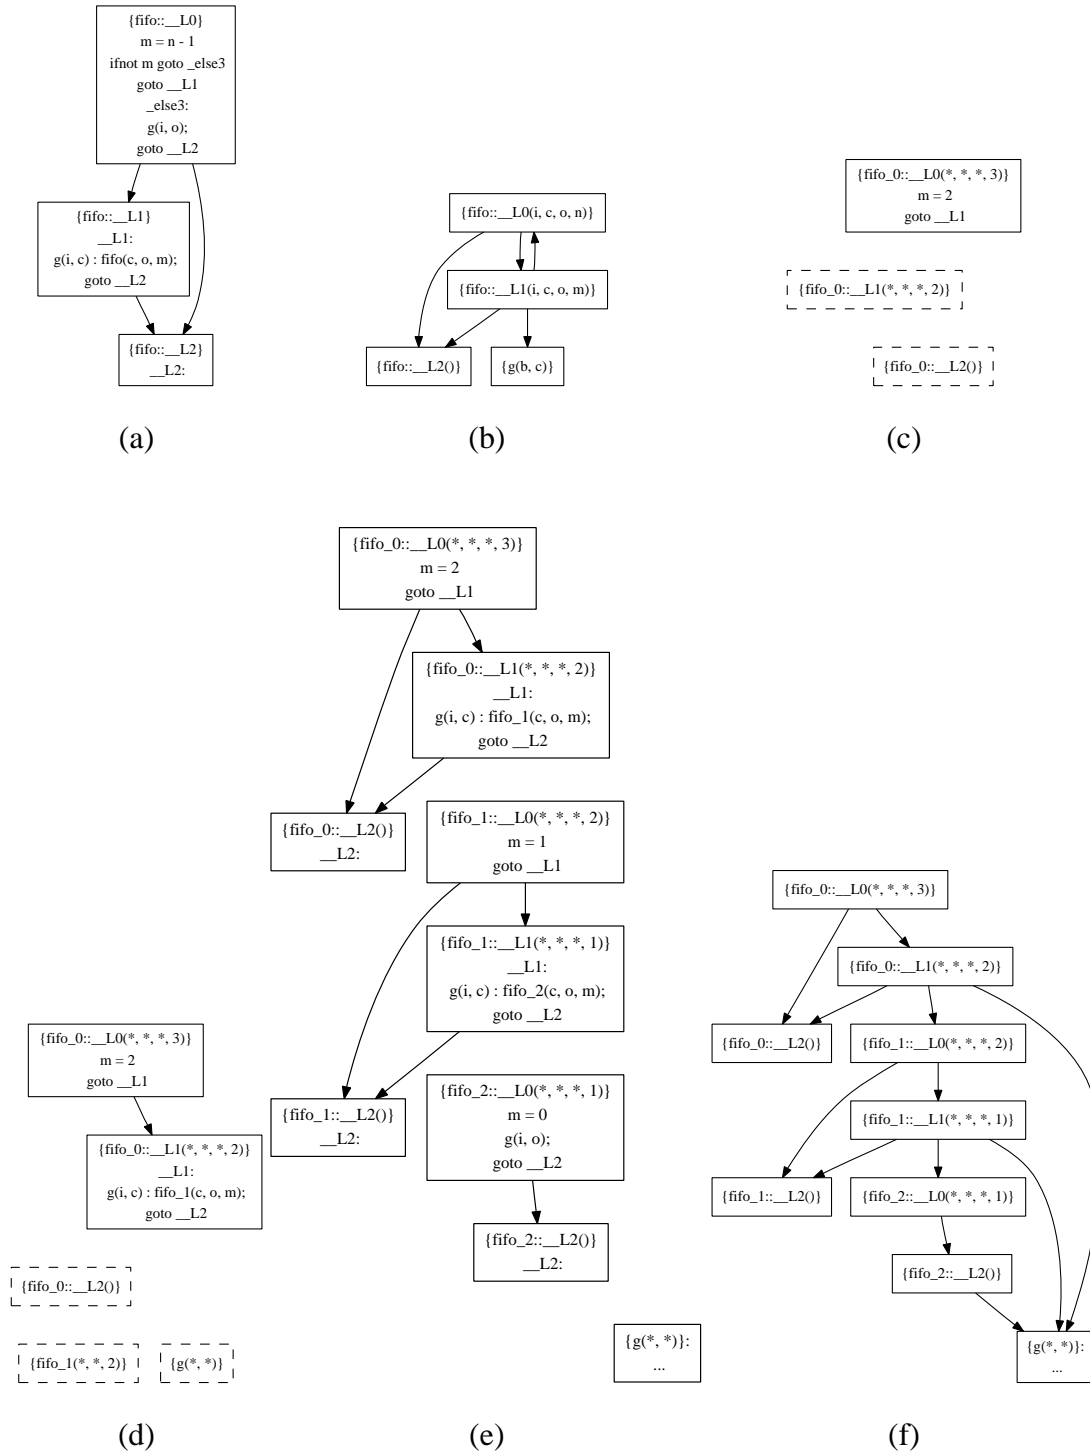 {fifo::__L0}
m = n - 1
ifnot m goto _else3
goto __L1
_else3:
g(i, o);
goto __L2
{fifo::__L1}
__L1:
g(i, c) : fifo(c, o, m);
goto __L2
{fifo::__L2}
__L2:
(a)
{fifo::__L0(i, c, o, n)}
{fifo::__L1(i, c, o, m)}
{fifo::__L2()}
{g(b, c)}
(b)
{fifo_0::__L0(*, *, *, 3)}
m = 2
goto __L1
{fifo_0::__L1(*, *, *, 2)}
{fifo_0::__L2()}
(c)
{fifo_0::__L0(*, *, *, 3)}
m = 2
goto __L1
{fifo_0::__L1(*, *, *, 2)}
__L1:
g(i, c) : fifo_1(c, o, m);
goto __L2
{fifo_0::__L2()}
{fifo_1(*, *, 2)}
{g(*, *)}
(d)
{fifo_0::__L0(*, *, *, 3)}
m = 2
goto __L1
{fifo_0::__L1(*, *, *, 2)}
__L1:
g(i, c) : fifo_1(c, o, m);
goto __L2
{fifo_0::__L2()}
__L2:
{fifo_1::__L0(*, *, *, 2)}
m = 1
goto __L1
{fifo_1::__L1(*, *, *, 1)}
__L1:
g(i, c) : fifo_2(c, o, m);
goto __L2
{fifo_1::__L2()}
__L2:
{fifo_2::__L0(*, *, *, 1)}
m = 0
g(i, o);
goto __L2
{fifo_2::__L2()}
__L2:
{g(*, *)}:
...
(e)
{fifo_0::__L0(*, *, *, 3)}
{fifo_0::__L1(*, *, *, 2)}
{fifo_0::__L2()}
{fifo_1::__L0(*, *, *, 2)}
{fifo_1::__L1(*, *, *, 1)}
{fifo_1::__L2()}
{fifo_2::__L0(*, *, *, 1)}
{fifo_2::__L2()}
{g(*, *)}:
...
(f)